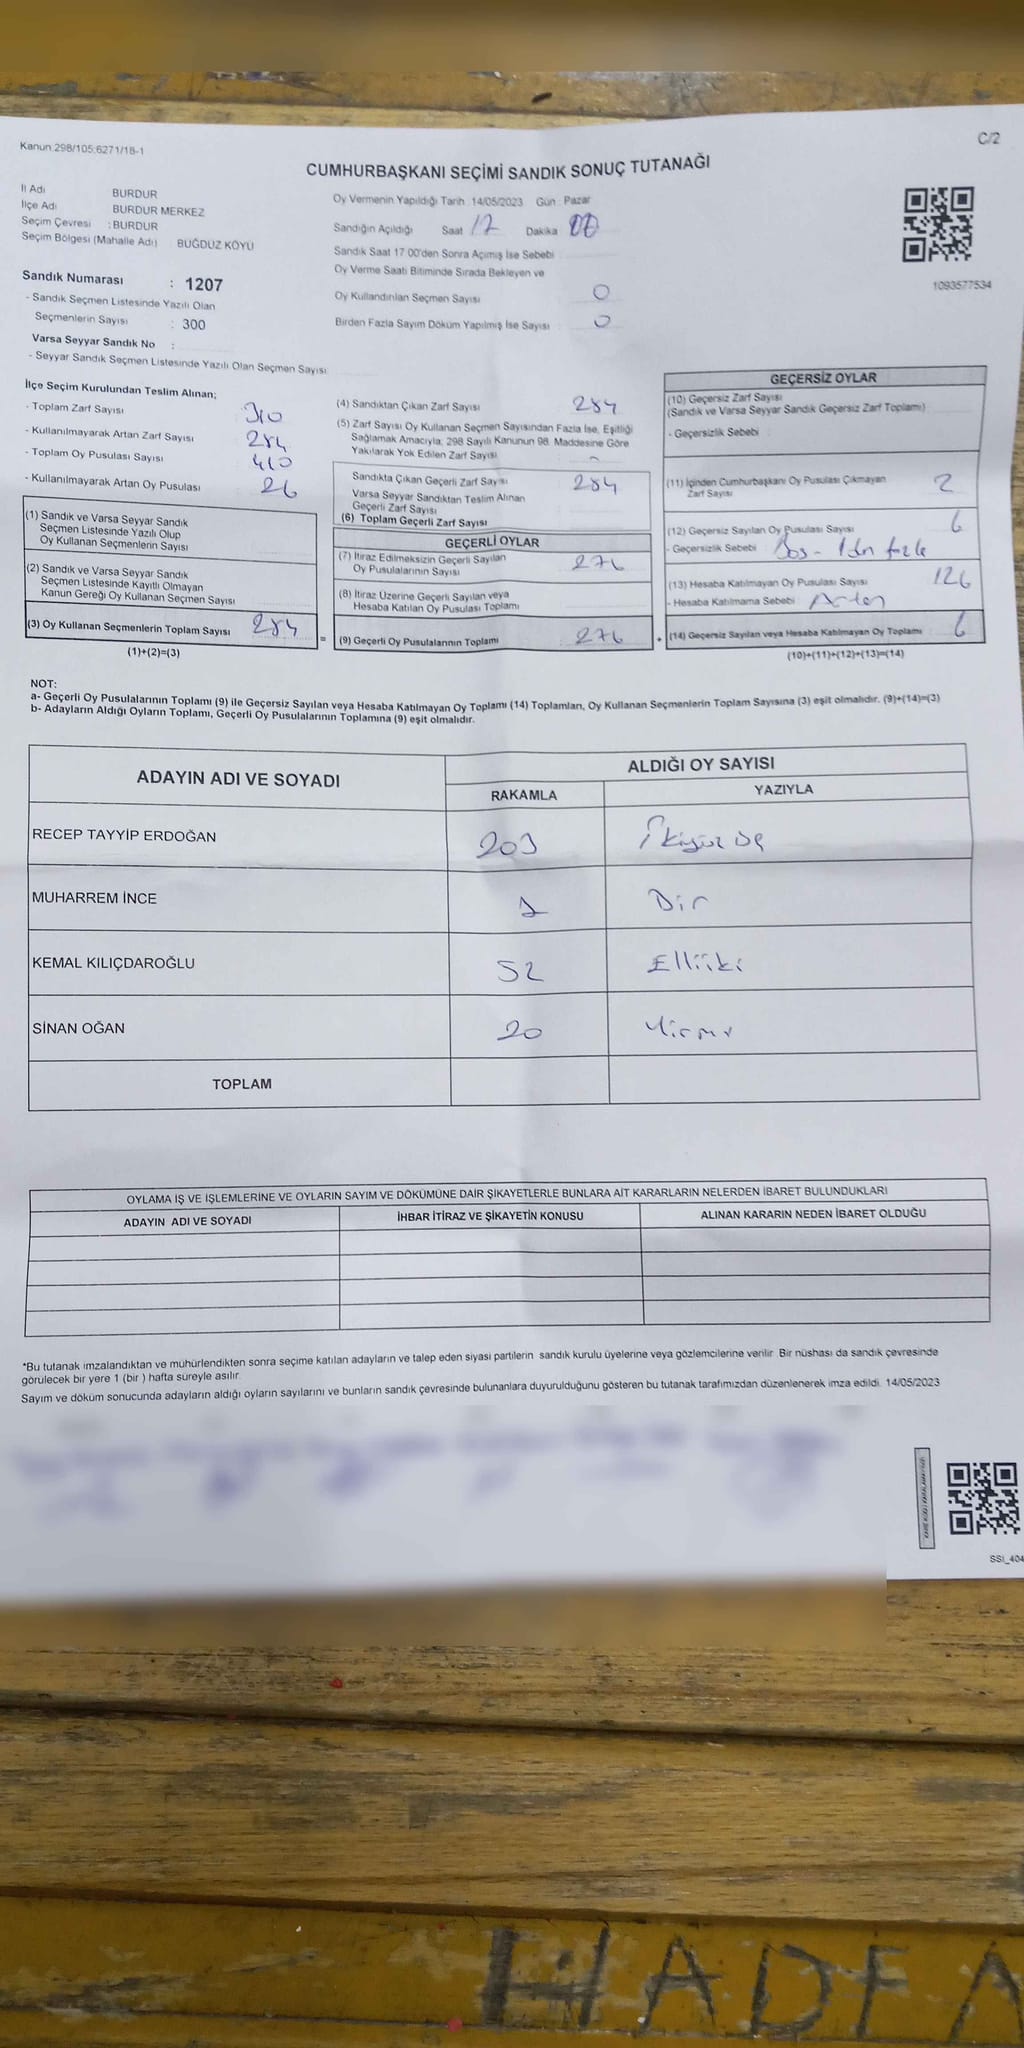 Kanun 298/105;6271/18-1
C/2
CUMHURBAŞKANI SEÇİMİ SANDIK SONUÇ TUTANAĞI
İl Adı BURDUR
İlçe Adı BURDUR MERKEZ
Seçim Çevresi : BURDUR
Seçim Bölgesi (Mahalle Adı) BUĞDÜZ KÖYÜ
Sandık Numarası : 1207
- Sandık Seçmen Listesinde Yazılı Olan
Seçmenlerin Sayısı : 300
Varsa Seyyar Sandık No :
- Seyyar Sandık Seçmen Listesinde Yazılı Olan Seçmen Sayısı
Oy Vermenin Yapıldığı Tarih :14/05/2023 Gün : Pazar
Sandığın Açıldığı Saat 17 Dakika 00
Sandık Saat 17:00'den Sonra Açımış İse Sebebi
Oy Verme Saati Bitiminde Sırada Bekleyen ve
Oy Kullandırılan Seçmen Sayısı 0
Birden Fazla Sayım Döküm Yapılmış İse Sayısı 0
1093577534
İlçe Seçim Kurulundan Teslim Alınan;
- Toplam Zarf Sayısı 310
- Kullanılmayarak Artan Zarf Sayısı 284
- Toplam Oy Pusulası Sayısı 410
- Kullanılmayarak Artan Oy Pusulası 26
(1) Sandık ve Varsa Seyyar Sandık
Seçmen Listesinde Yazılı Olup
Oy Kullanan Seçmenlerin Sayısı
(2) Sandık ve Varsa Seyyar Sandık
Seçmen Listesinde Kayıtlı Olmayan
Kanun Gereği Oy Kullanan Seçmen Sayısı
(3) Oy Kullanan Seçmenlerin Toplam Sayısı 284
(1)+(2)=(3)
(4) Sandıktan Çıkan Zarf Sayısı 284
(5) Zarf Sayısı Oy Kullanan Seçmen Sayısından Fazla İse, Eşitliği
Sağlamak Amacıyla; 298 Sayılı Kanunun 98. Maddesine Göre
Yakılarak Yok Edilen Zarf Sayısı
Sandıkta Çıkan Geçerli Zarf Sayısı 284
Varsa Seyyar Sandıktan Teslim Alınan
Geçerli Zarf Sayısı
(6) Toplam Geçerli Zarf Sayısı
GEÇERLİ OYLAR
(7) İtiraz Edilmeksizin Geçerli Sayılan
Oy Pusulalarının Sayısı 276
(8) İtiraz Üzerine Geçerli Sayılan veya
Hesaba Katılan Oy Pusulası Toplamı
= (9) Geçerli Oy Pusulalarının Toplamı 276 +
GEÇERSİZ OYLAR
(10) Geçersiz Zarf Sayısı
(Sandık ve Varsa Seyyar Sandık Geçersiz Zarf Toplamı)
- Geçersizlik Sebebi
(11) İçinden Cumhurbaşkanı Oy Pusulası Çıkmayan
Zarf Sayısı 2
(12) Geçersiz Sayılan Oy Pusulası Sayısı 6
- Geçersizlik Sebebi Boş - 1den fazla
(13) Hesaba Katılmayan Oy Pusulası Sayısı 126
- Hesaba Katılmama Sebebi Artan
(14) Geçersiz Sayılan veya Hesaba Katılmayan Oy Toplamı 6
(10)+(11)+(12)+(13)=(14)
NOT:
a- Geçerli Oy Pusulalarının Toplamı (9) ile Geçersiz Sayılan veya Hesaba Katılmayan Oy Toplamı (14) Toplamları, Oy Kullanan Seçmenlerin Toplam Sayısına (3) eşit olmalıdır. (9)+(14)=(3)
b- Adayların Aldığı Oyların Toplamı, Geçerli Oy Pusulalarının Toplamına (9) eşit olmalıdır.
ADAYIN ADI VE SOYADI
ALDIĞI OY SAYISI
RAKAMLA YAZIYLA
RECEP TAYYİP ERDOĞAN 203 İkiyüz üç
MUHARREM İNCE 1 Bir
KEMAL KILIÇDAROĞLU 52 Elliiki
SİNAN OĞAN 20 Yirmi
TOPLAM
OYLAMA İŞ VE İŞLEMLERİNE VE OYLARIN SAYIM VE DÖKÜMÜNE DAİR ŞİKAYETLERLE BUNLARA AİT KARARLARIN NELERDEN İBARET BULUNDUKLARI
ADAYIN ADI VE SOYADI İHBAR İTİRAZ VE ŞİKAYETİN KONUSU ALINAN KARARIN NEDEN İBARET OLDUĞU
*Bu tutanak imzalandıktan ve mühürlendikten sonra seçime katılan adayların ve talep eden siyasi partilerin sandık kurulu üyelerine veya gözlemcilerine verilir. Bir nüshası da sandık çevresinde
görülecek bir yere 1 (bir ) hafta süreyle asılır.
Sayım ve döküm sonucunda adayların aldığı oyların sayılarını ve bunların sandık çevresinde bulunanlara duyurulduğunu gösteren bu tutanak tarafımızdan düzenlenerek imza edildi. 14/05/2023
SSI_404
HADFA